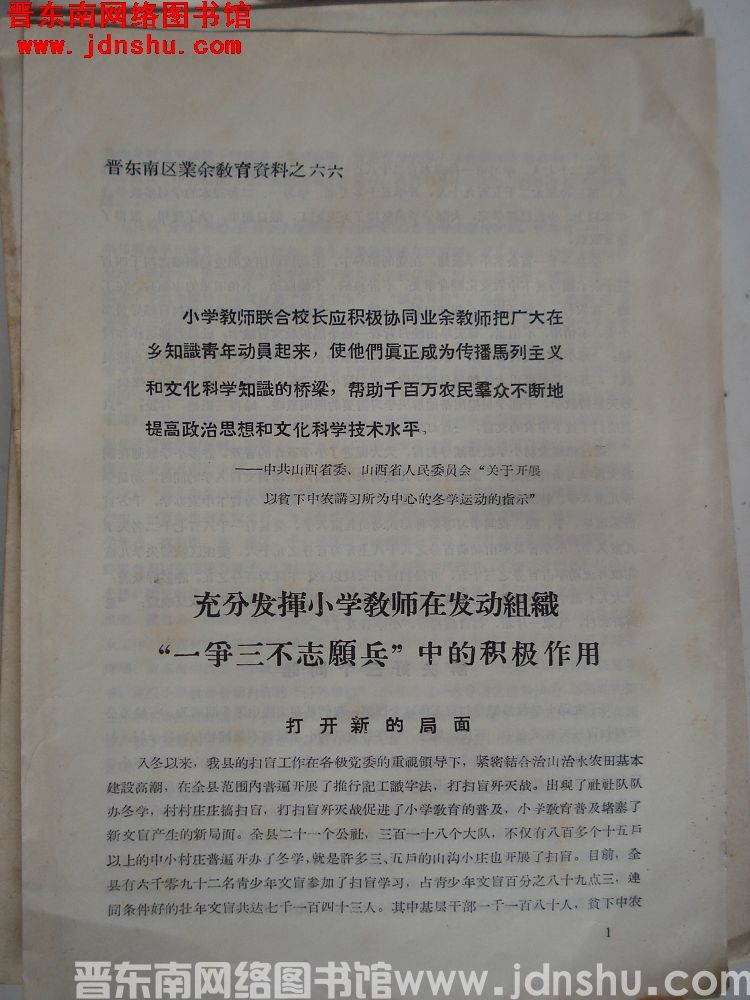 晋东南网络图书馆
www.jdnshu.com
晋东南区業余敎育資料之六六
小学敎师联合校长应积极协同业余敎师把广大在
乡知識靑年动員起来，使他們眞正成为传播馬列主义
和文化科学知識的桥梁，帮助千百万农民羣众不断地
提高政治思想和文化科学技术水平。
——中共山西省委、山西省人民委員会“关于开展
以貧下中农講习所为中心的冬学运动的指示”
充分发揮小学敎师在发动組織
“一爭三不志願兵”中的积极作用
打开新的局面
入冬以来，我县的扫盲工作在各級党委的重視領导下，紧密結合治山治水农田基本
建設高潮，在全县范围內普遍开展了推行記工識字法，打扫盲歼灭战。出現了社社队队
办冬学，村村庄庄搞扫盲，打扫盲歼灭战促进了小学敎育的普及，小学敎育普及堵塞了
新文盲产生的新局面。全县二十一个公社，三百一十八个大队，不仅有八百多个十五戶
以上的中小村庄普遍开办了冬学，就是許多三、五戶的山沟小庄也开展了扫盲。目前，全
县有六千零九十二名靑少年文盲参加了扫盲学习，占靑少年文盲百分之八十九点三，連
同条件好的壮年文盲共达七千一百四十三人。其中基层干部一千一百八十人，貧下中农
1
晋东南网络图书馆www.jdnshu.com